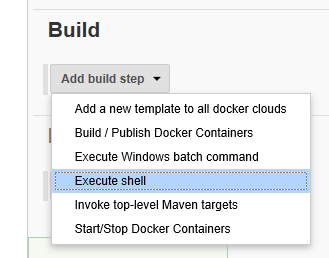 Build
Add build step
Add a new template to all docker clouds
Build / Publish Docker Containers
Execute Windows batch command
Execute shell
Invoke top-level Maven targets
Start/Stop Docker Containers